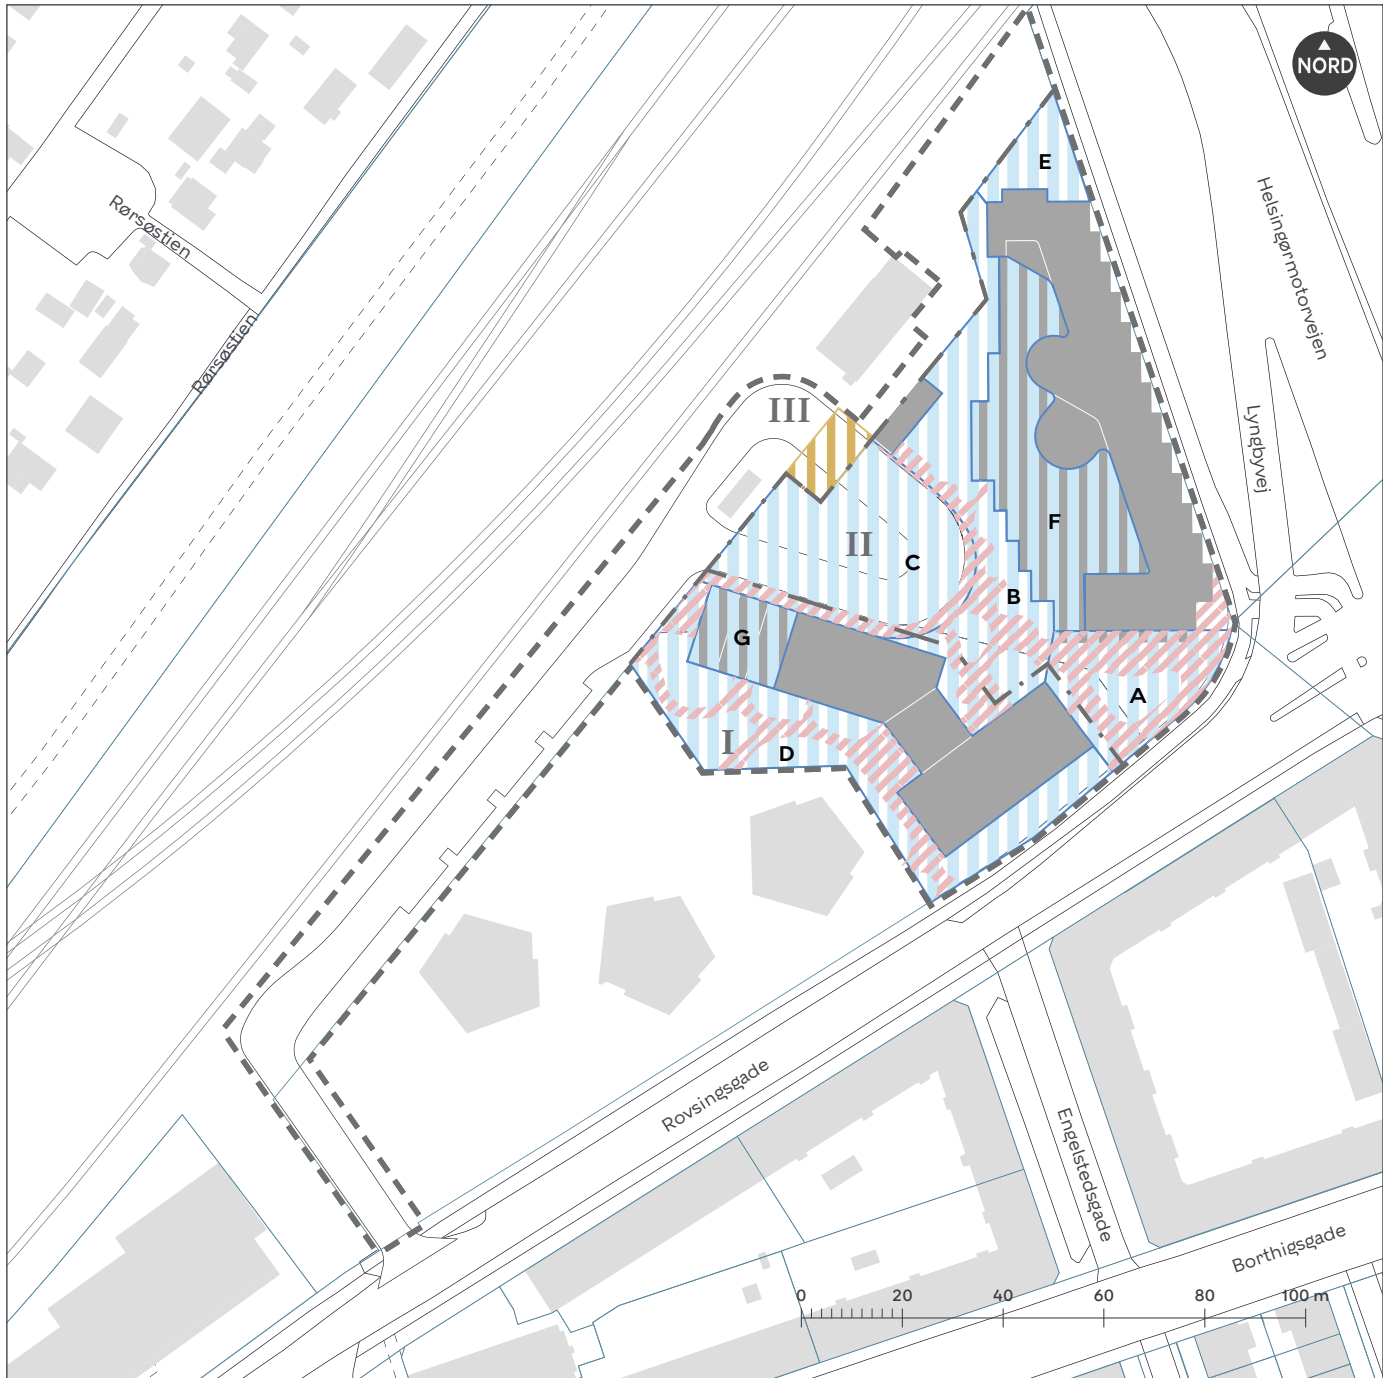 NORD
E
Rørsøstien
Helsingørmotorvejen
Rørsøstien
III
Lyngbyvej
F
II
C
B
G
A
I
D
Rovsingsgade
Engelstedsgade
Borthigsgade
0 20 40 60 80 100 m